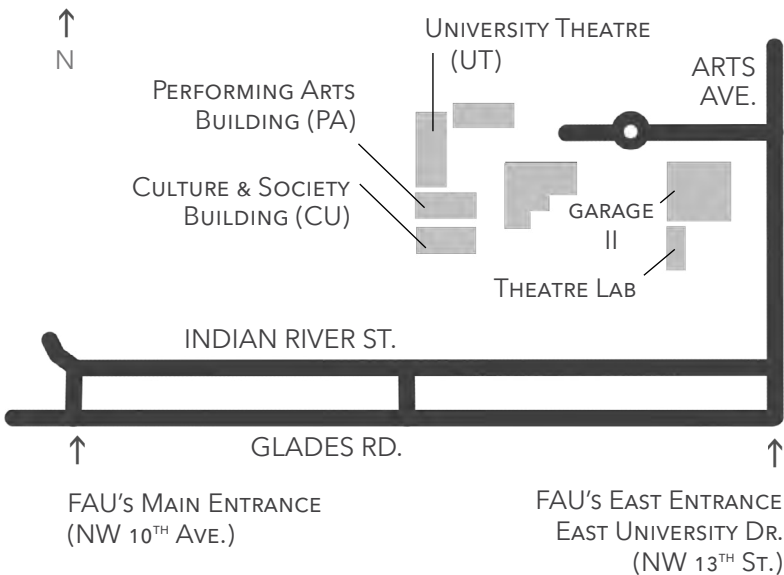 N
University Theatre
(UT)
ARTS
AVE.
Performing Arts
Building (PA)
Culture & Society
Building (CU)
GARAGE
II
Theatre Lab
INDIAN RIVER ST.
GLADES RD.
FAU's Main Entrance
(NW 10TH Ave.)
FAU's East Entrance
East University Dr.
(NW 13TH St.)